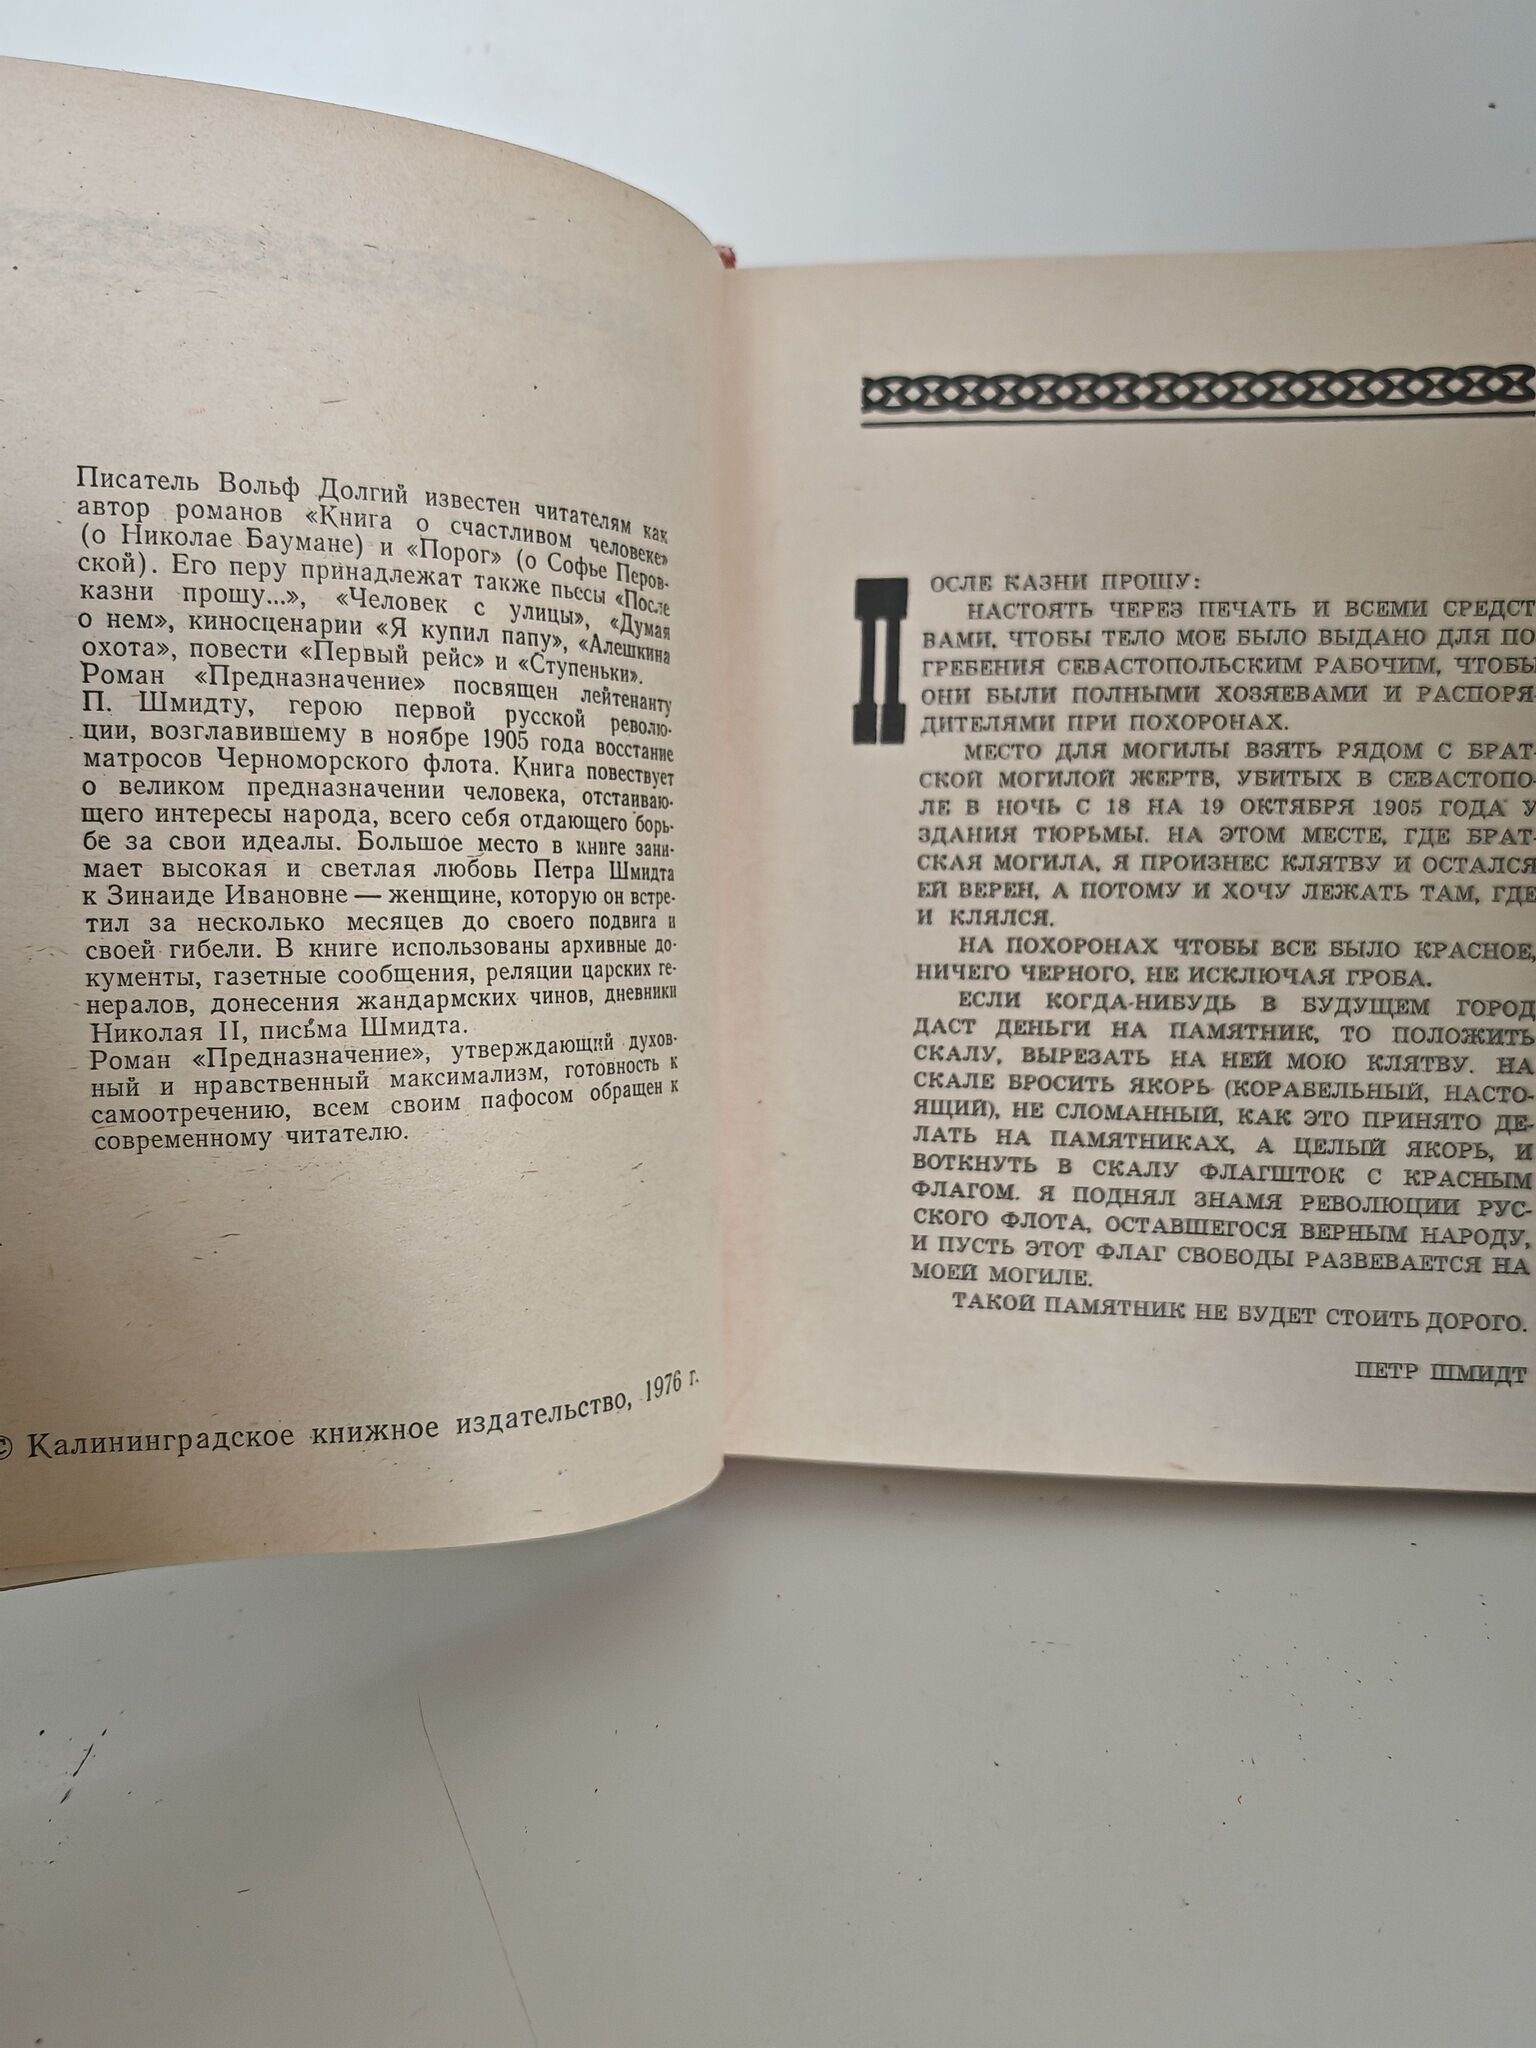 Писатель Вольф Долгий известен читателям как
автор романов «Книга о счастливом человеке»
(о Николае Баумане) и «Порог» (о Софье Перов-
ской). Его перу принадлежат также пьесы «После
казни прошу...», «Человек с улицы», «Думая
о нем», киносценарии «Я купил папу», «Алешкина
охота», повести «Первый рейс» и «Ступеньки».
Роман «Предназначение» посвящен лейтенанту
П. Шмидту, герою первой русской револю-
ции, возглавившему в ноябре 1905 года восстание
матросов Черноморского флота. Книга повествует
о великом предназначении человека, отстаиваю-
щего интересы народа, всего себя отдающего борь-
бе за свои идеалы. Большое место в книге зани-
мает высокая и светлая любовь Петра Шмидта
к Зинаиде Ивановне — женщине, которую он встре-
тил за несколько месяцев до своего подвига и
своей гибели. В книге использованы архивные до-
кументы, газетные сообщения, реляции царских ге-
нералов, донесения жандармских чинов, дневники
Николая II, письма Шмидта.
Роман «Предназначение», утверждающий духов-
ный и нравственный максимализм, готовность к
самоотречению, всем своим пафосом обращен к
современному читателю.
© Калининградское книжное издательство, 1976 г.
ПОСЛЕ КАЗНИ ПРОШУ:
НАСТОЯТЬ ЧЕРЕЗ ПЕЧАТЬ И ВСЕМИ СРЕДСТ
ВАМИ, ЧТОБЫ ТЕЛО МОЕ БЫЛО ВЫДАНО ДЛЯ ПО
ГРЕБЕНИЯ СЕВАСТОПОЛЬСКИМ РАБОЧИМ, ЧТОБЫ
ОНИ БЫЛИ ПОЛНЫМИ ХОЗЯЕВАМИ И РАСПОРЯ-
ДИТЕЛЯМИ ПРИ ПОХОРОНАХ.
МЕСТО ДЛЯ МОГИЛЫ ВЗЯТЬ РЯДОМ С БРАТ-
СКОЙ МОГИЛОЙ ЖЕРТВ, УБИТЫХ В СЕВАСТОПО-
ЛЕ В НОЧЬ С 18 НА 19 ОКТЯБРЯ 1905 ГОДА У
ЗДАНИЯ ТЮРЬМЫ. НА ЭТОМ МЕСТЕ, ГДЕ БРАТ-
СКАЯ МОГИЛА, Я ПРОИЗНЕС КЛЯТВУ И ОСТАЛСЯ
ЕЙ ВЕРЕН, А ПОТОМУ И ХОЧУ ЛЕЖАТЬ ТАМ, ГДЕ
И КЛЯЛСЯ.
НА ПОХОРОНАХ ЧТОБЫ ВСЕ БЫЛО КРАСНОЕ,
НИЧЕГО ЧЕРНОГО, НЕ ИСКЛЮЧАЯ ГРОБА.
ЕСЛИ КОГДА-НИБУДЬ В БУДУЩЕМ ГОРОД
ДАСТ ДЕНЬГИ НА ПАМЯТНИК, ТО ПОЛОЖИТЬ
СКАЛУ, ВЫРЕЗАТЬ НА НЕЙ МОЮ КЛЯТВУ. НА
СКАЛЕ БРОСИТЬ ЯКОРЬ (КОРАБЕЛЬНЫЙ, НАСТО-
ЯЩИЙ), НЕ СЛОМАННЫЙ, КАК ЭТО ПРИНЯТО ДЕ-
ЛАТЬ НА ПАМЯТНИКАХ, А ЦЕЛЫЙ ЯКОРЬ, И
ВОТКНУТЬ В СКАЛУ ФЛАГШТОК С КРАСНЫМ
ФЛАГОМ. Я ПОДНЯЛ ЗНАМЯ РЕВОЛЮЦИИ РУС-
СКОГО ФЛОТА, ОСТАВШЕГОСЯ ВЕРНЫМ НАРОДУ,
И ПУСТЬ ЭТОТ ФЛАГ СВОБОДЫ РАЗВЕВАЕТСЯ НА
МОЕЙ МОГИЛЕ.
ТАКОЙ ПАМЯТНИК НЕ БУДЕТ СТОИТЬ ДОРОГО.
ПЕТР ШМИДТ